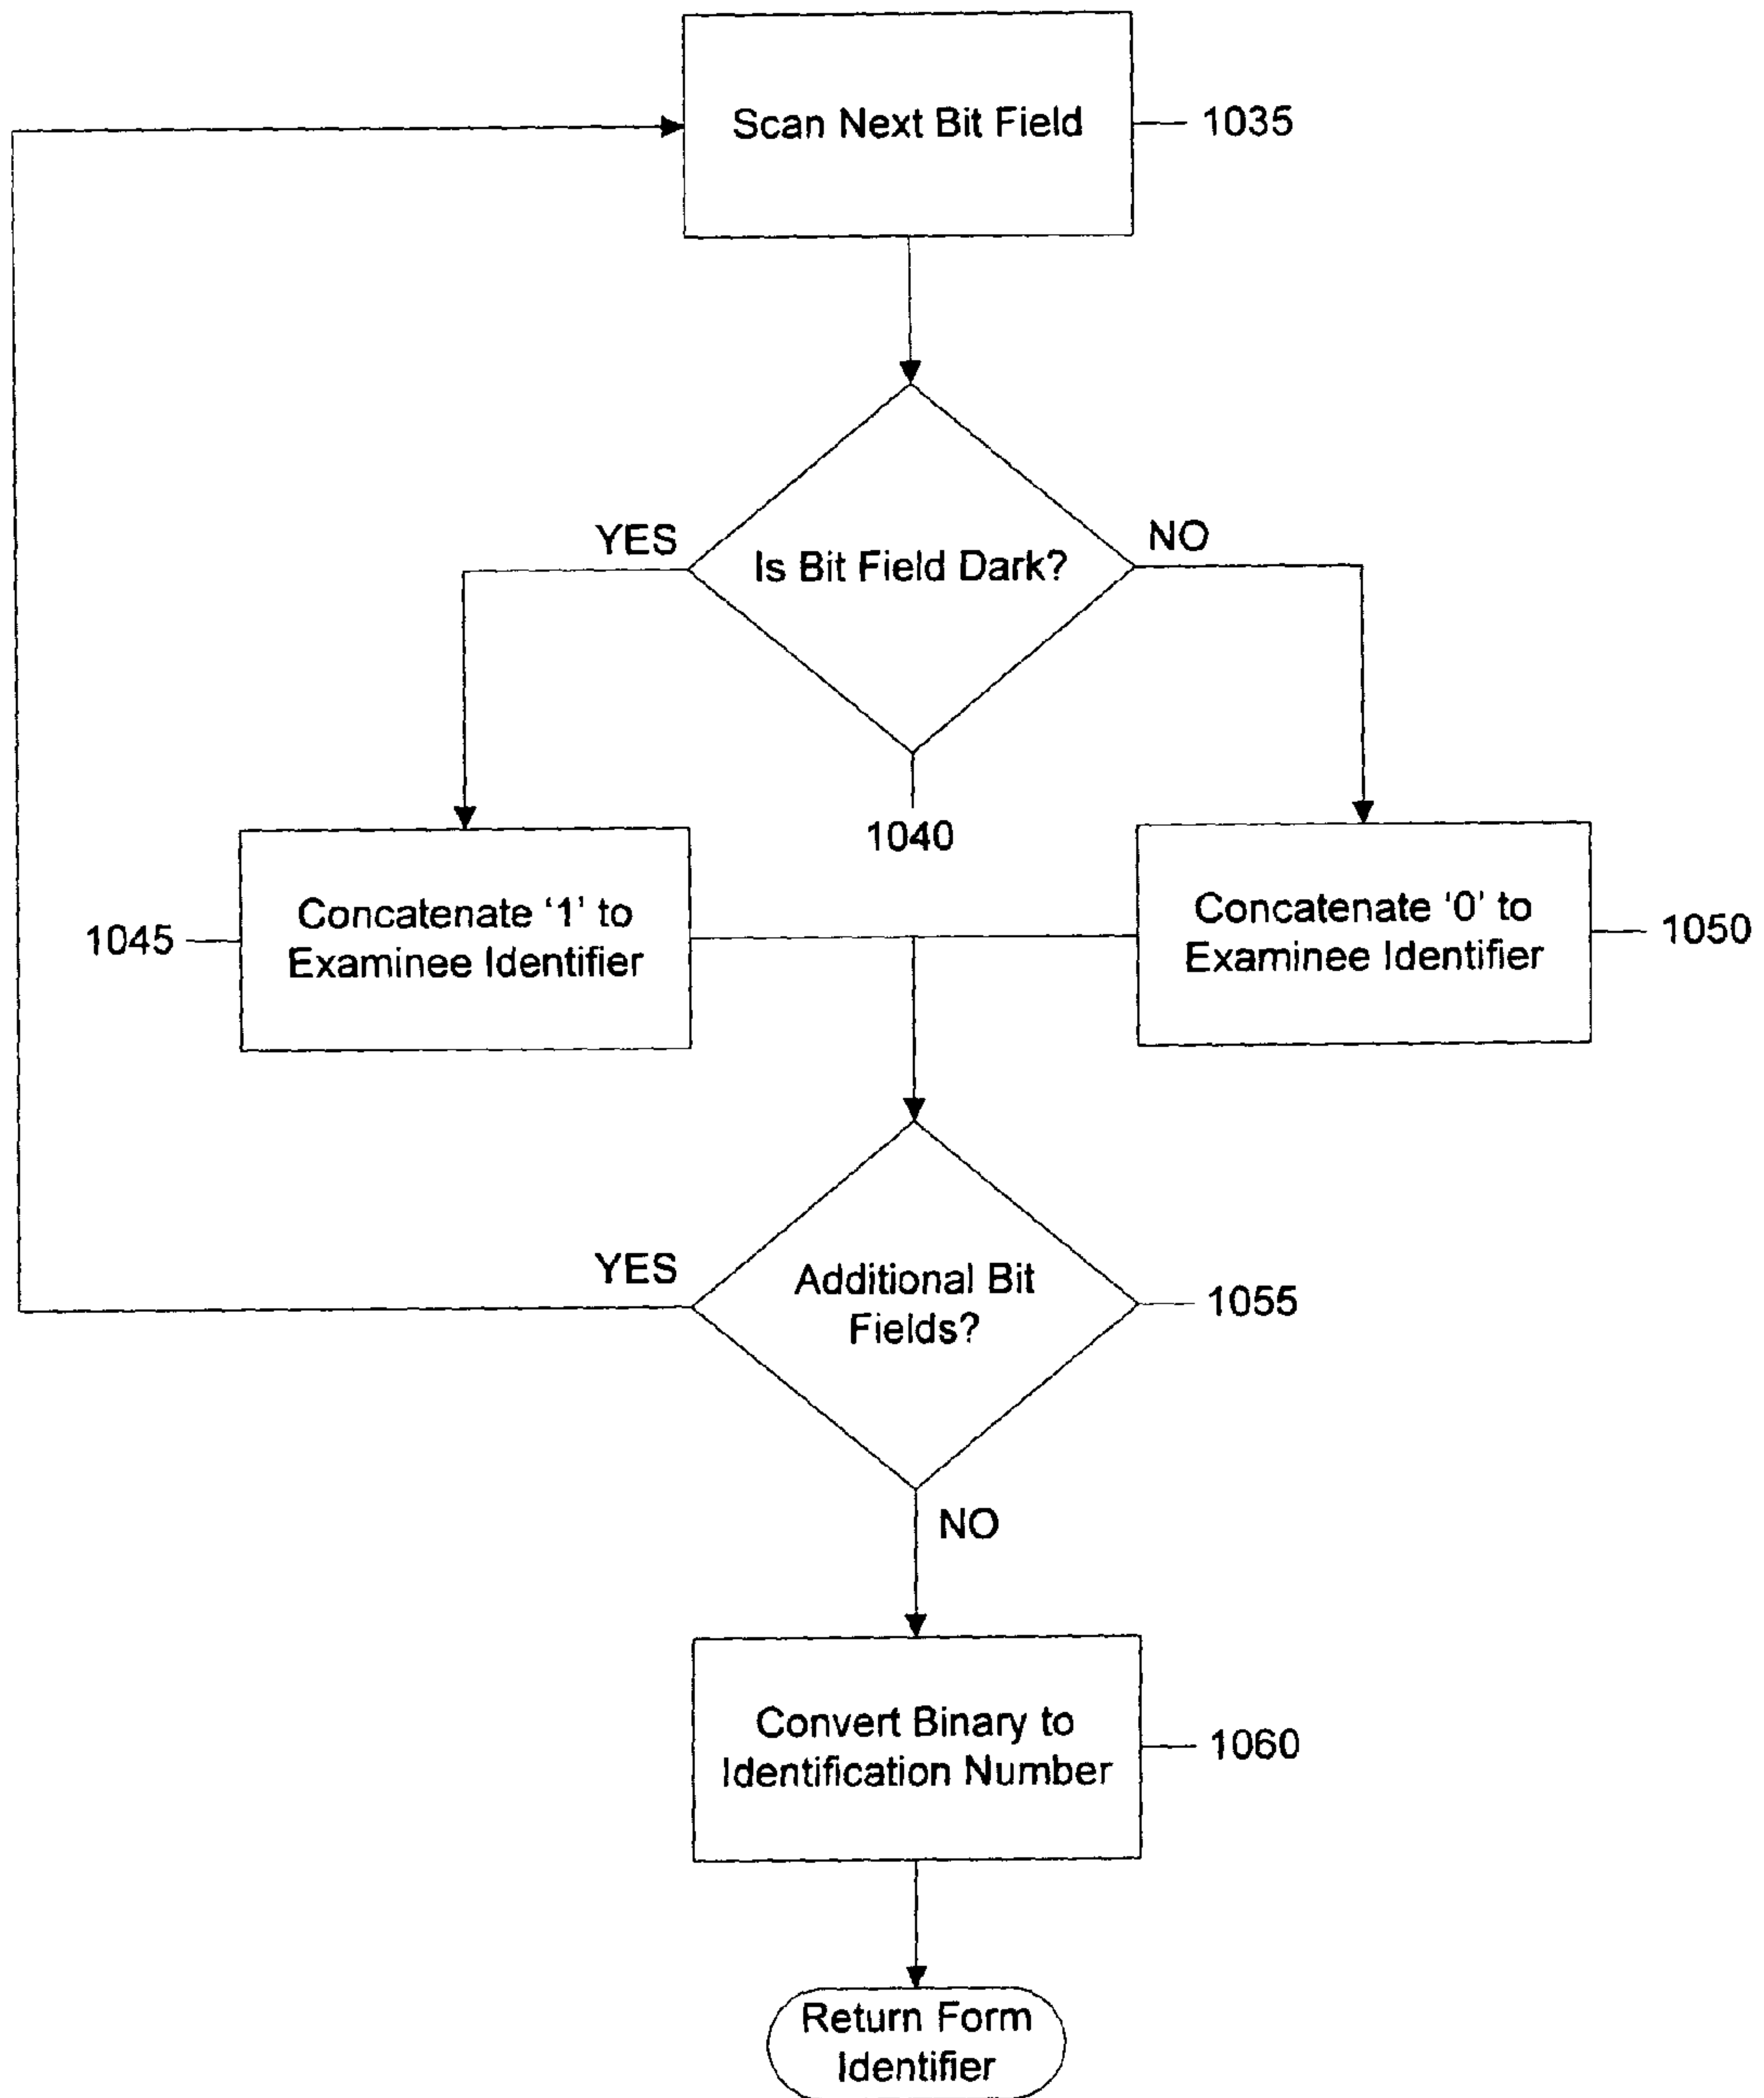 Scan Next Bit Field
1035
YES
Is Bit Field Dark?
NO
1040
1045
Concatenate ‘1’ to
Examinee Identifier
Concatenate ‘0’ to
Examinee Identifier
1050
YES
Additional Bit
Fields?
1055
NO
Convert Binary to
Identification Number
1060
Return Form
Identifier